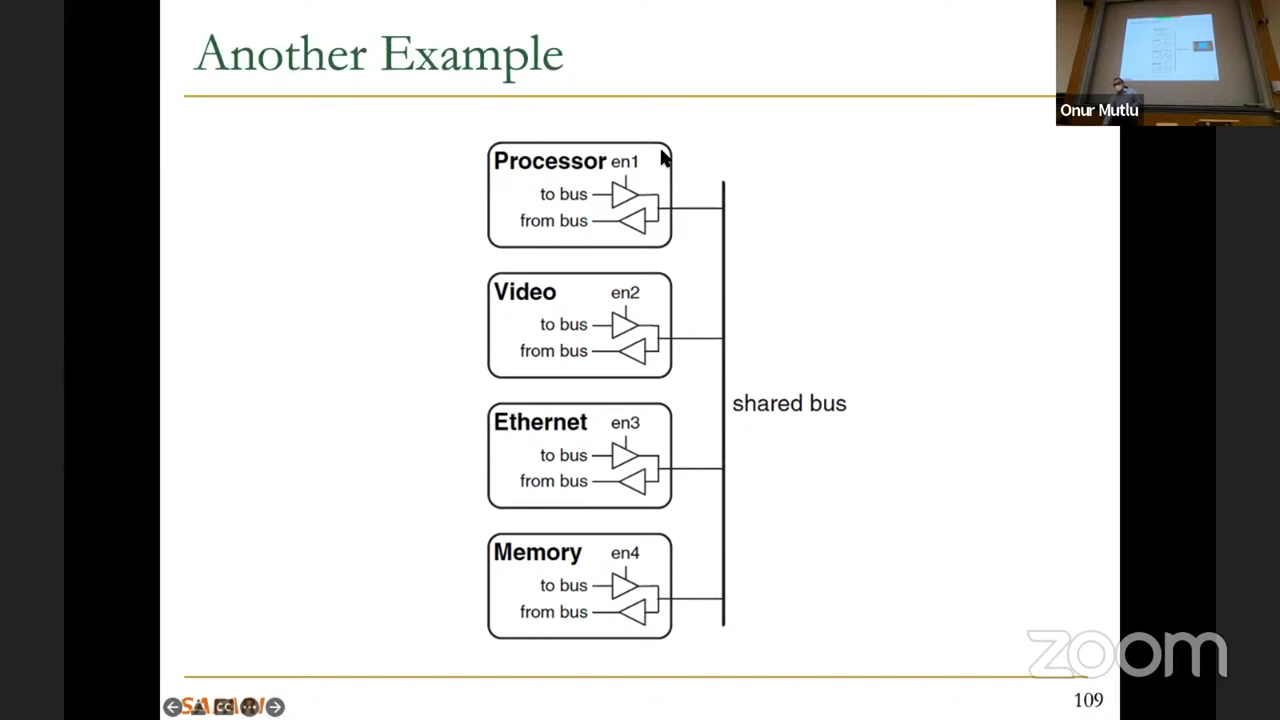 Another Example
Onur Mutlu
Processor en1
to bus
from bus
Video en2
to bus
from bus
shared bus
Ethernet en3
to bus
from bus
Memory en4
to bus
from bus
zoom
109